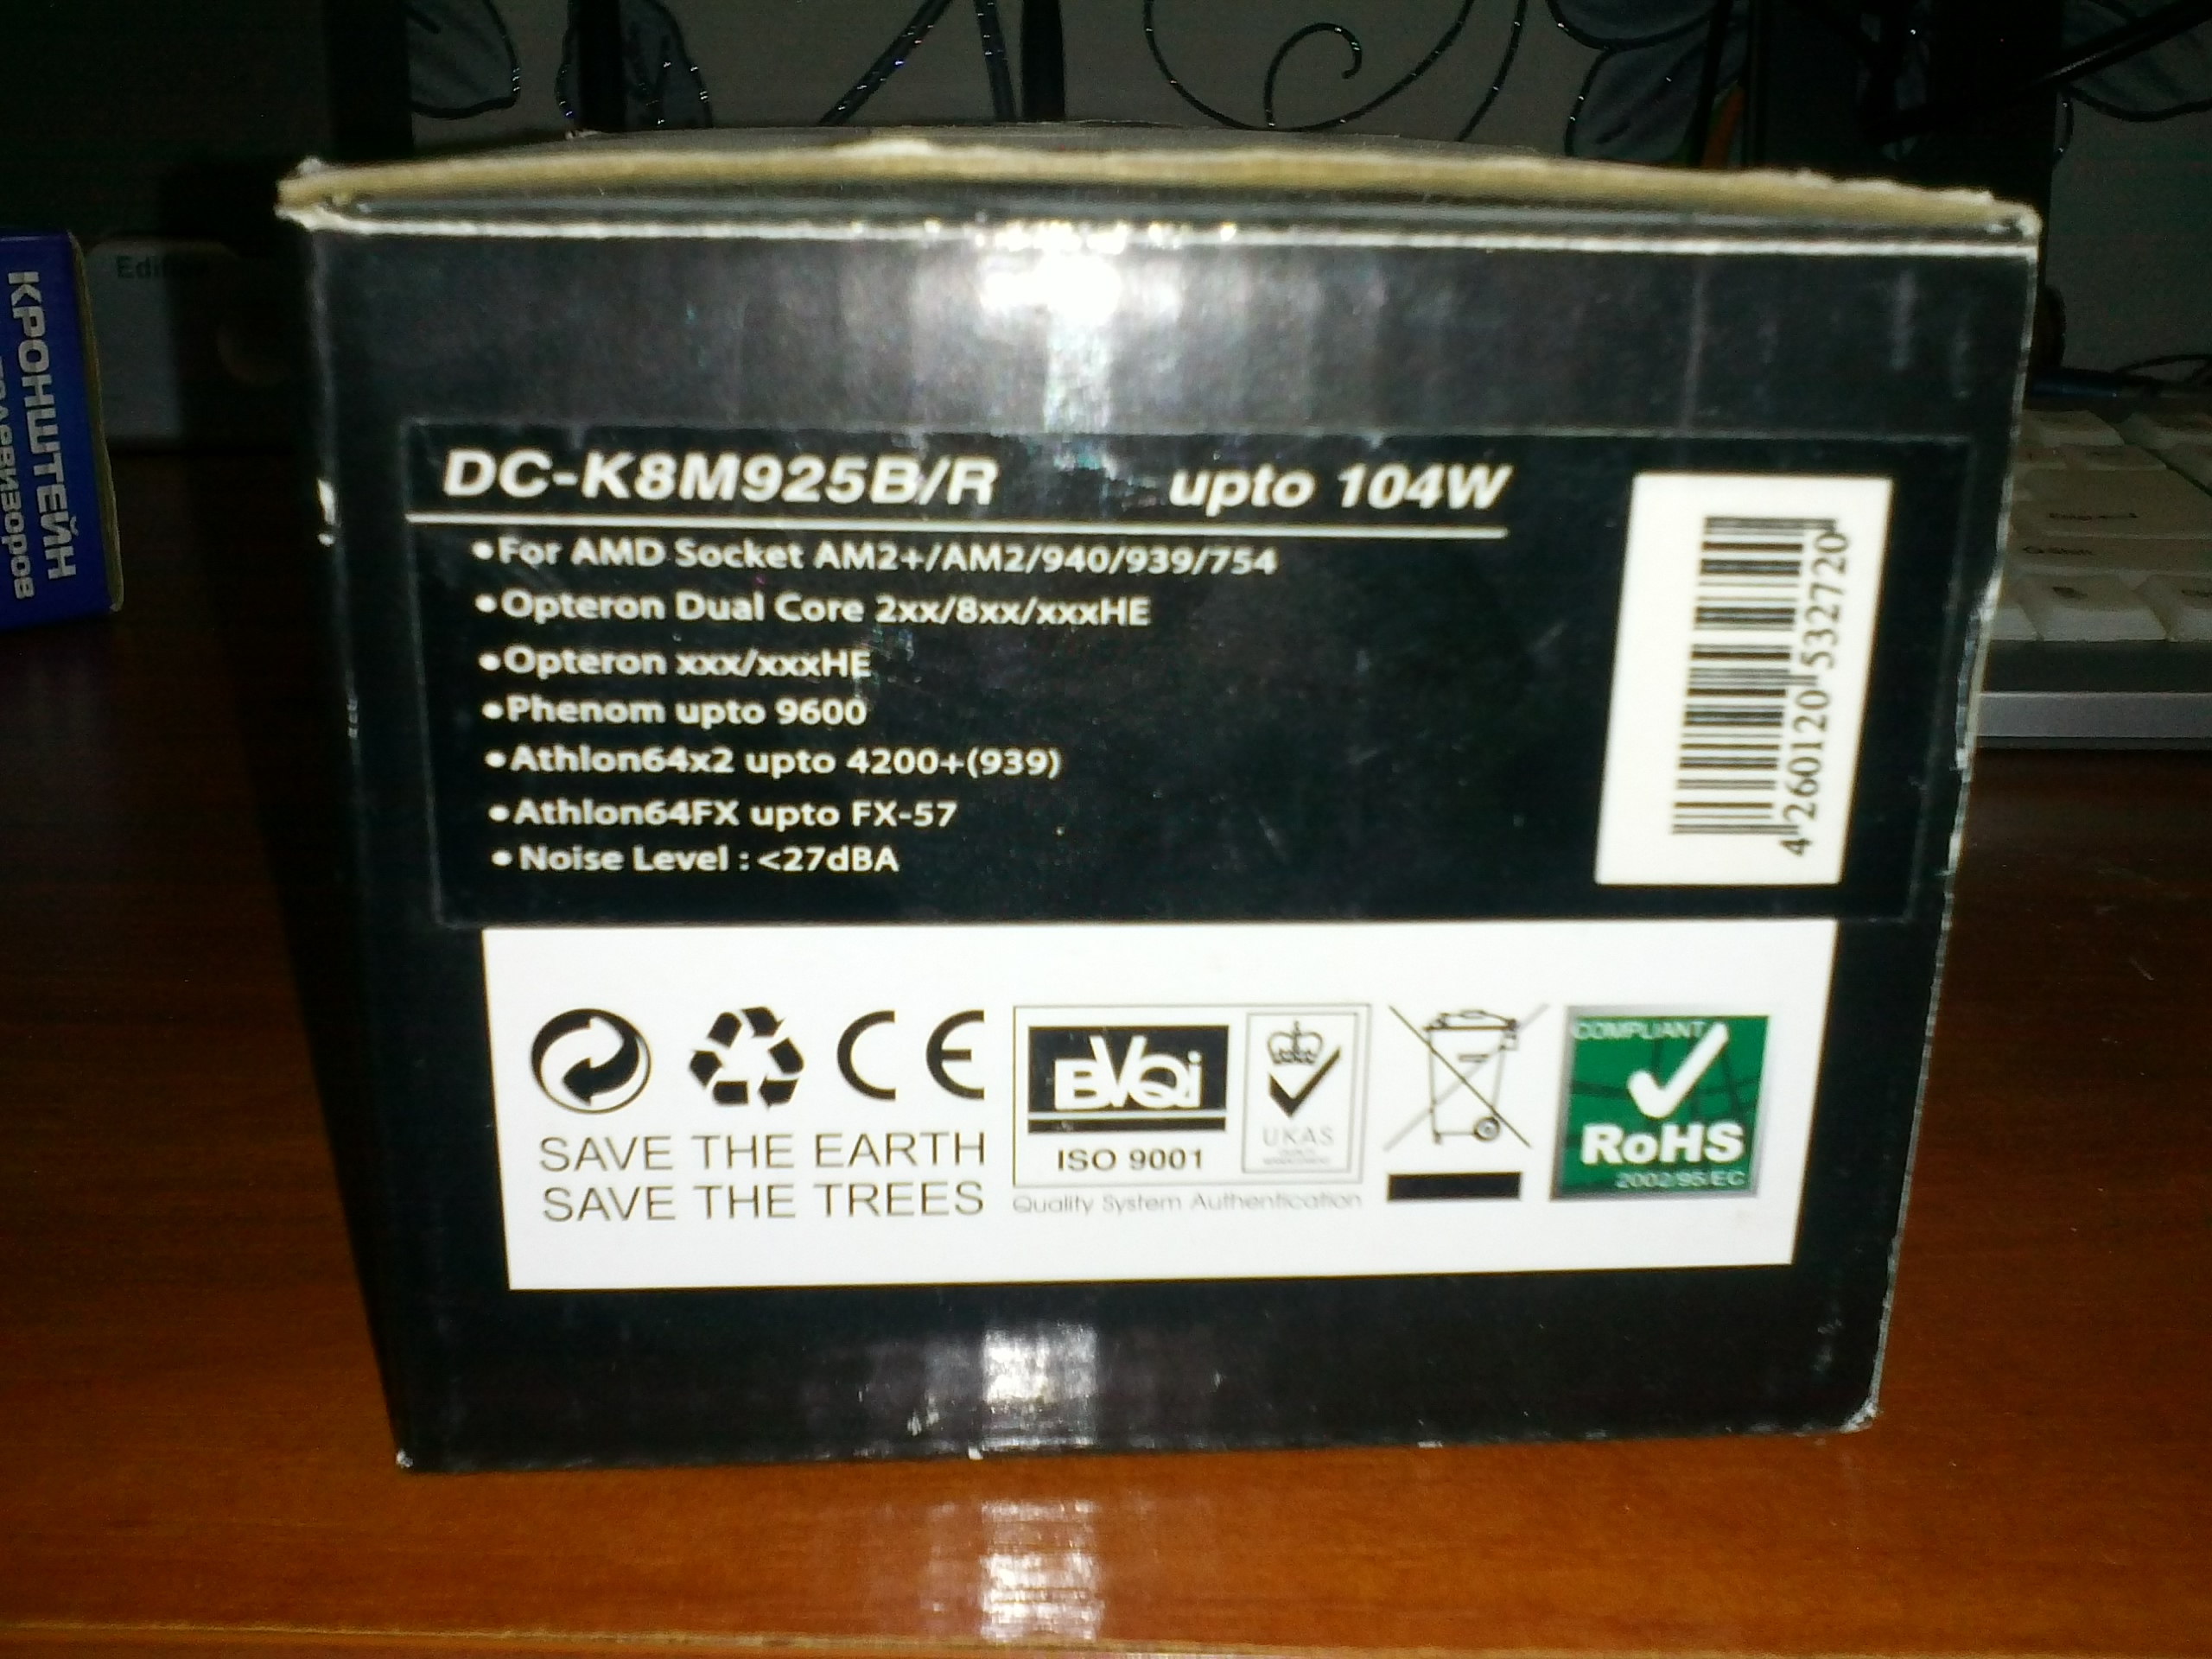 DC-K8M925B/R upto 104W
•For AMD Socket AM2+/AM2/940/939/754
•Opteron Dual Core 2xx/8xx/xxxHE
•Opteron xxx/xxxHE
•Phenom upto 9600
•Athlon64x2 upto 4200+(939)
•Athlon64FX upto FX-57
•Noise Level : <27dBA
4 260120 532720
CE
SAVE THE EARTH
SAVE THE TREES
BVQi
ISO 9001
UKAS
Quality System Authentication
COMPLIANT
RoHS
2002/95/EC
КРОНШТЕЙН